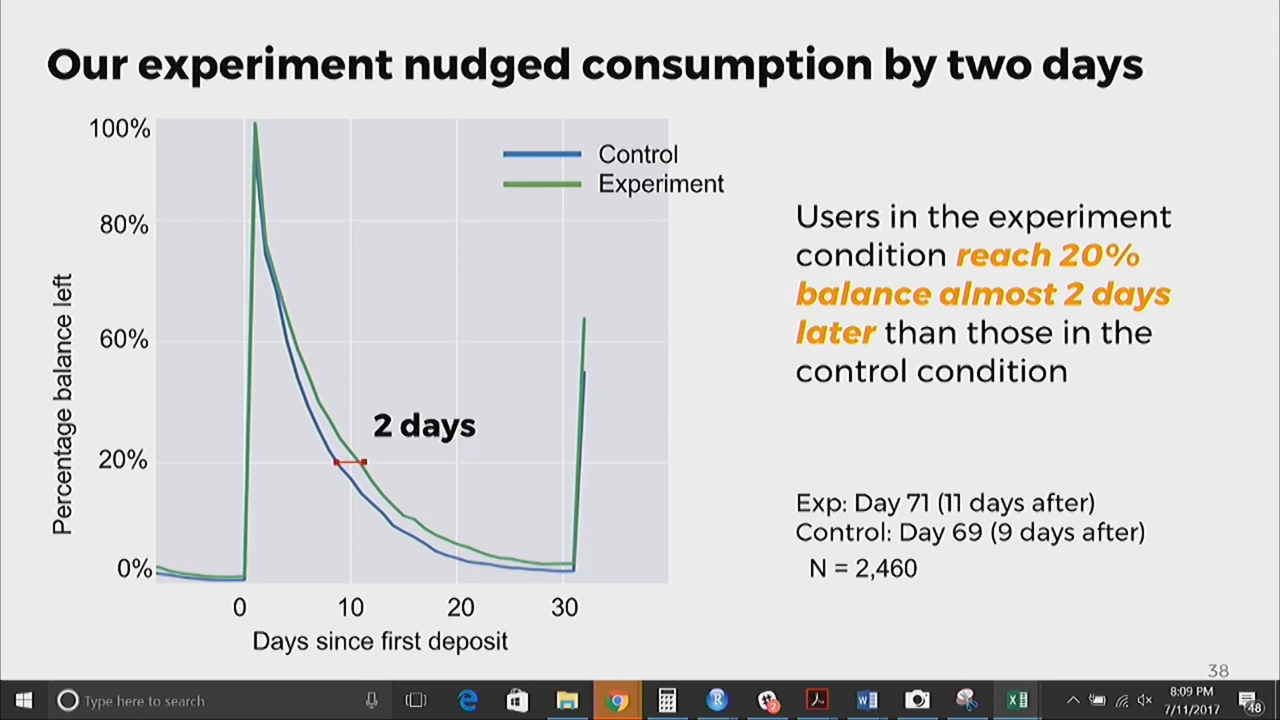 Our experiment nudged consumption by two days
100%
80%
60%
20%
0%
Percentage balance left
Control
Experiment
2 days
0 10 20 30
Days since first deposit
Users in the experiment
condition reach 20%
balance almost 2 days
later than those in the
control condition
Exp: Day 71 (11 days after)
Control: Day 69 (9 days after)
N = 2,460
38
Type here to search
8:09 PM
7/11/2017
48